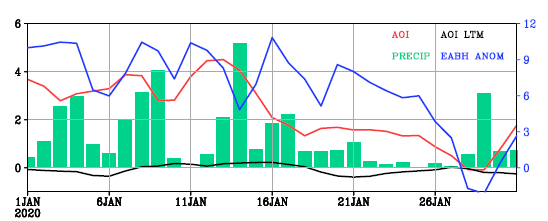 6 12
AOI AOI LTM
9
PRECIP EABH ANOM
4 6
2 3
0 0
1JAN 6JAN 11JAN 16JAN 21JAN 26JAN
2020